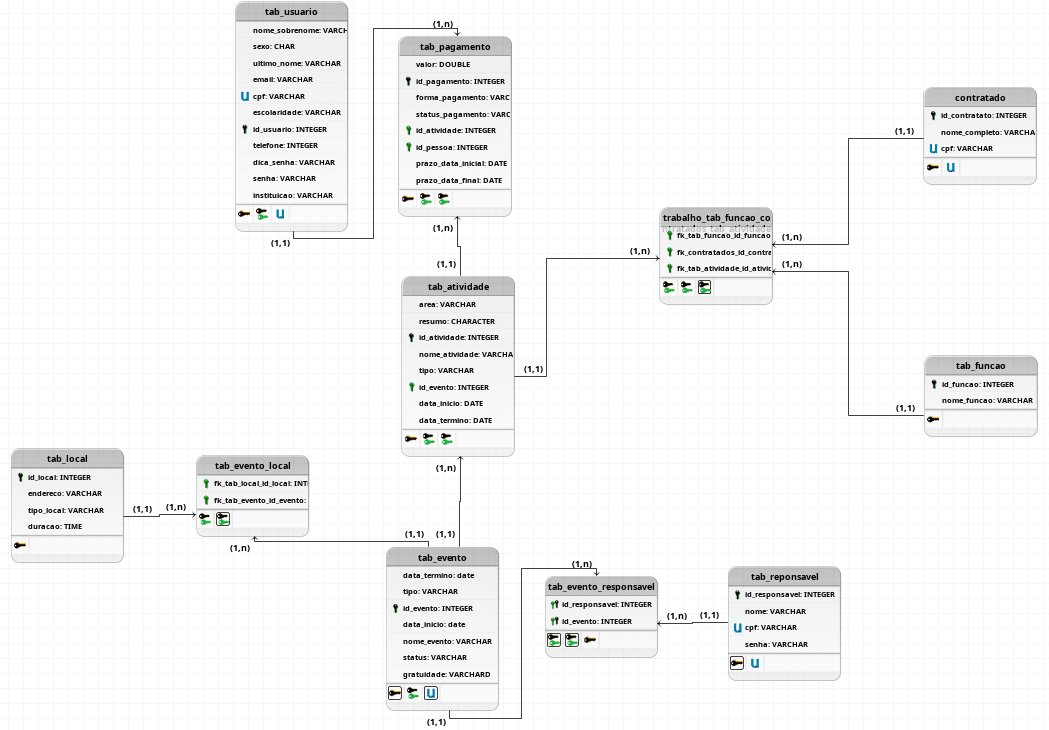 tab_usuario
nome_sobrenome: VARCH
sexo: CHAR
ultimo_nome: VARCHAR
email: VARCHAR
cpf: VARCHAR
escolaridade: VARCHAR
id_usuario: INTEGER
telefone: INTEGER
dica_senha: VARCHAR
senha: VARCHAR
instituicao: VARCHAR
(1,1)
(1,n)
tab_pagamento
valor: DOUBLE
id_pagamento: INTEGER
forma_pagamento: VARC
status_pagamento: VARC
id_atividade: INTEGER
id_pessoa: INTEGER
prazo_data_inicial: DATE
prazo_data_final: DATE
(1,n)
(1,1)
contratado
id_contratato: INTEGER
nome_completo: VARCHA
cpf: VARCHAR
(1,1)
trabalho_tab_funcao_co
ntratados_tab_atividade
fk_tab_funcao_id_funcao
fk_contratados_id_contra
fk_tab_atividade_id_ativic
(1,n)
(1,n)
(1,n)
tab_atividade
area: VARCHAR
resumo: CHARACTER
id_atividade: INTEGER
nome_atividade: VARCHA
tipo: VARCHAR
id_evento: INTEGER
data_inicio: DATE
data_termino: DATE
(1,1)
(1,n)
tab_funcao
id_funcao: INTEGER
nome_funcao: VARCHAR
(1,1)
tab_local
id_local: INTEGER
endereco: VARCHAR
tipo_local: VARCHAR
duracao: TIME
(1,1)
(1,n)
tab_evento_local
fk_tab_local_id_local: INT
fk_tab_evento_id_evento:
(1,n)
(1,1)
(1,1)
tab_evento
data_termino: date
tipo: VARCHAR
id_evento: INTEGER
data_inicio: date
nome_evento: VARCHAR
status: VARCHAR
gratuidade: VARCHARD
(1,1)
(1,n)
tab_evento_responsavel
id_responsavel: INTEGER
id_evento: INTEGER
(1,n)
(1,1)
tab_reponsavel
id_responsavel: INTEGER
nome: VARCHAR
cpf: VARCHAR
senha: VARCHAR